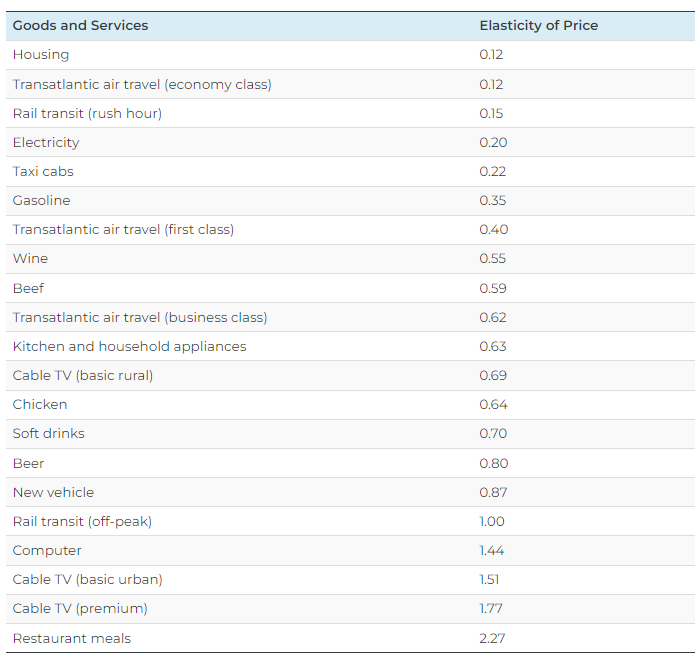 Goods and Services Elasticity of Price
Housing 0.12
Transatlantic air travel (economy class) 0.12
Rail transit (rush hour) 0.15
Electricity 0.20
Taxi cabs 0.22
Gasoline 0.35
Transatlantic air travel (first class) 0.40
Wine 0.55
Beef 0.59
Transatlantic air travel (business class) 0.62
Kitchen and household appliances 0.63
Cable TV (basic rural) 0.69
Chicken 0.64
Soft drinks 0.70
Beer 0.80
New vehicle 0.87
Rail transit (off-peak) 1.00
Computer 1.44
Cable TV (basic urban) 1.51
Cable TV (premium) 1.77
Restaurant meals 2.27